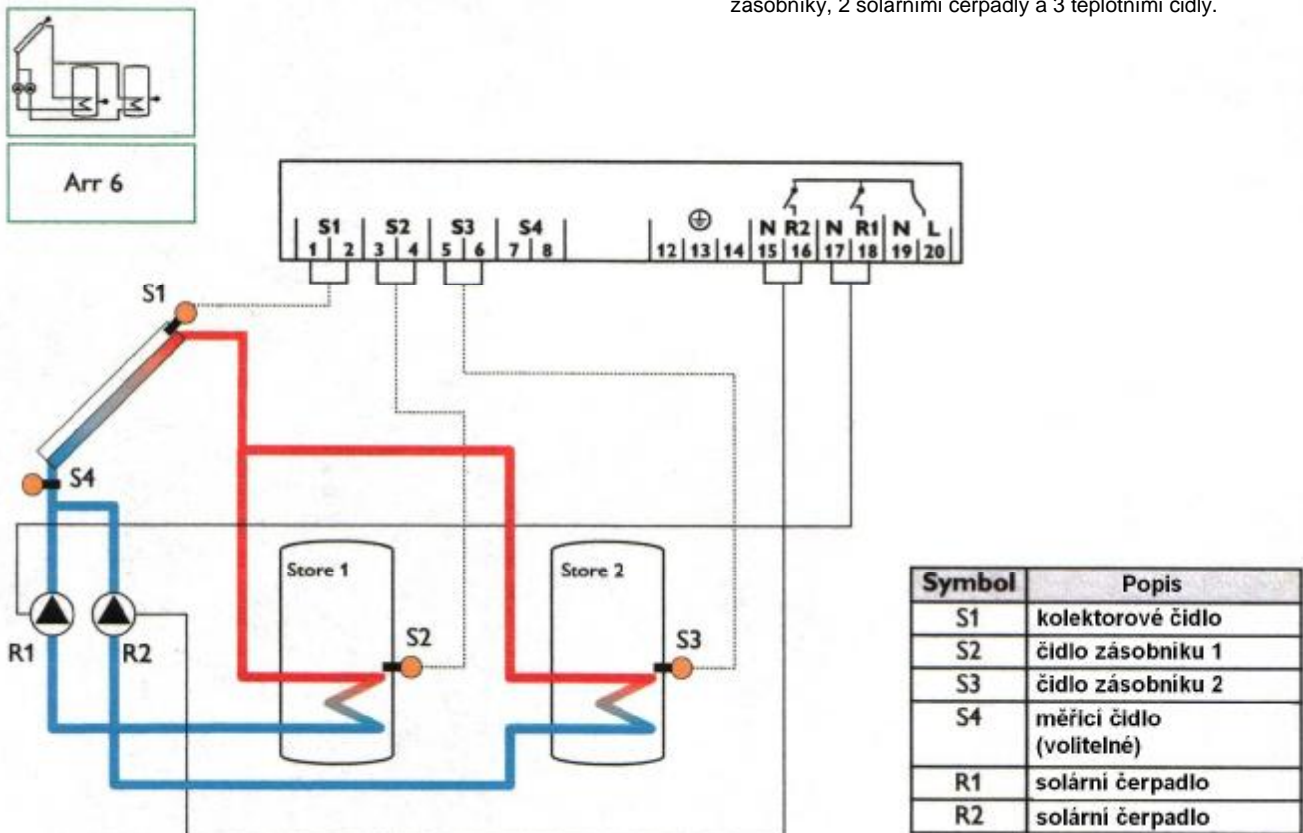 zásobníky, 2 solárními čerpadly a 3 teplotními čidly.
Arr 6
S1 S2 S3 S4 N R2 N R1 N L
1 2 3 4 5 6 7 8 12 13 14 15 16 17 18 19 20
S1
S4
Store 1
Store 2
R1
R2
S2
S3
Symbol Popis
S1 kolektorové čidlo
S2 čidlo zásobniku 1
S3 čidlo zásobniku 2
S4 měřicí čidlo
(volitelné)
R1 solární čerpadlo
R2 solární čerpadlo